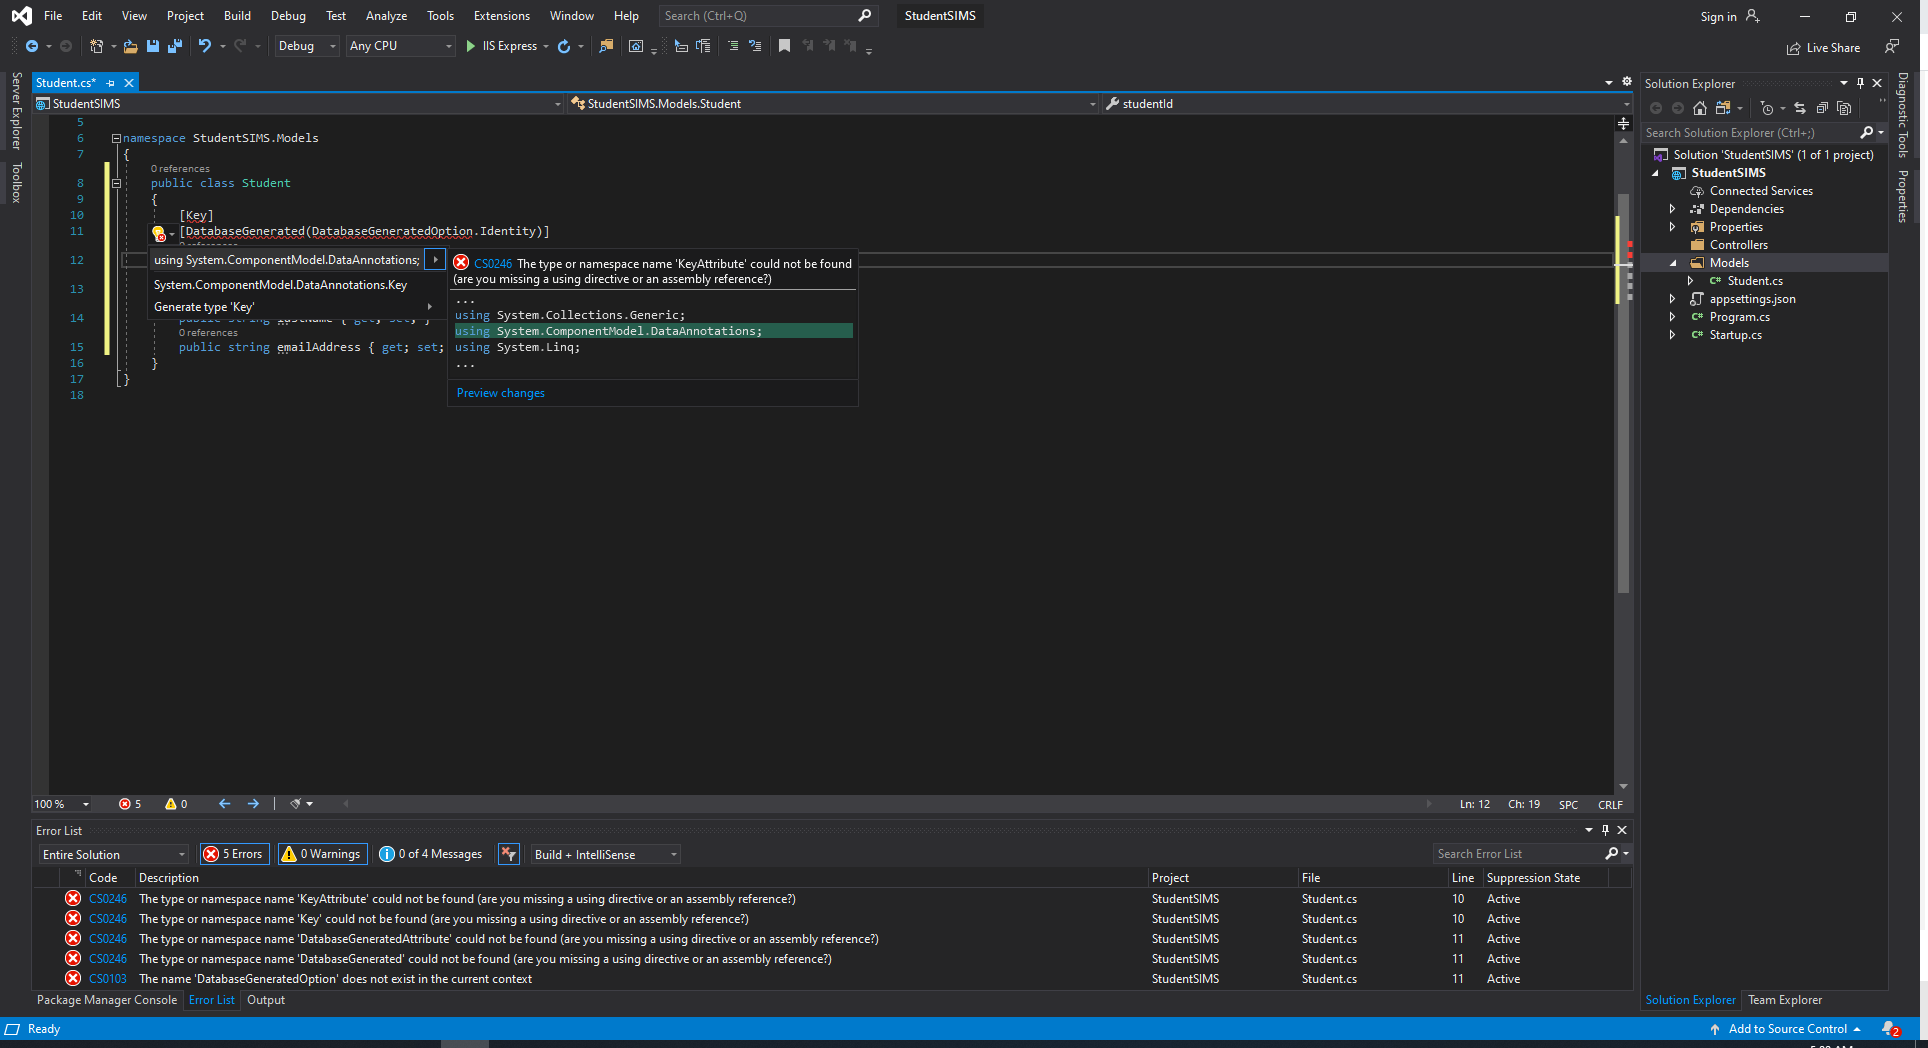 File Edit View Project Build Debug Test Analyze Tools Extensions Window Help Search (Ctrl+Q) StudentSIMS Sign in
Debug Any CPU IIS Express Live Share
Server Explorer
Toolbox
Student.cs*
StudentSIMS StudentSIMS.Models.Student studentId
5
6 namespace StudentSIMS.Models
7 {
0 references
8 public class Student
9 {
10 [Key]
11 [DatabaseGenerated(DatabaseGeneratedOption.Identity)]
12
13
14
0 references
15 public string emailAddress { get; set;
16 }
17 }
18
using System.ComponentModel.DataAnnotations;
System.ComponentModel.DataAnnotations.Key
Generate type 'Key'
CS0246 The type or namespace name 'KeyAttribute' could not be found
(are you missing a using directive or an assembly reference?)
...
using System.Collections.Generic;
using System.ComponentModel.DataAnnotations;
using System.Linq;
...
Preview changes
100 % 5 0 Ln: 12 Ch: 19 SPC CRLF
Error List
Entire Solution 5 Errors 0 Warnings 0 of 4 Messages Build + IntelliSense Search Error List
Code Description Project File Line Suppression State
CS0246 The type or namespace name 'KeyAttribute' could not be found (are you missing a using directive or an assembly reference?) StudentSIMS Student.cs 10 Active
CS0246 The type or namespace name 'Key' could not be found (are you missing a using directive or an assembly reference?) StudentSIMS Student.cs 10 Active
CS0246 The type or namespace name 'DatabaseGeneratedAttribute' could not be found (are you missing a using directive or an assembly reference?) StudentSIMS Student.cs 11 Active
CS0246 The type or namespace name 'DatabaseGenerated' could not be found (are you missing a using directive or an assembly reference?) StudentSIMS Student.cs 11 Active
CS0103 The name 'DatabaseGeneratedOption' does not exist in the current context StudentSIMS Student.cs 11 Active
Package Manager Console Error List Output
Solution Explorer
Search Solution Explorer (Ctrl+;)
Solution 'StudentSIMS' (1 of 1 project)
StudentSIMS
Connected Services
Dependencies
Properties
Controllers
Models
C# Student.cs
appsettings.json
C# Program.cs
C# Startup.cs
Solution Explorer Team Explorer
Diagnostic Tools
Properties
Ready Add to Source Control 2